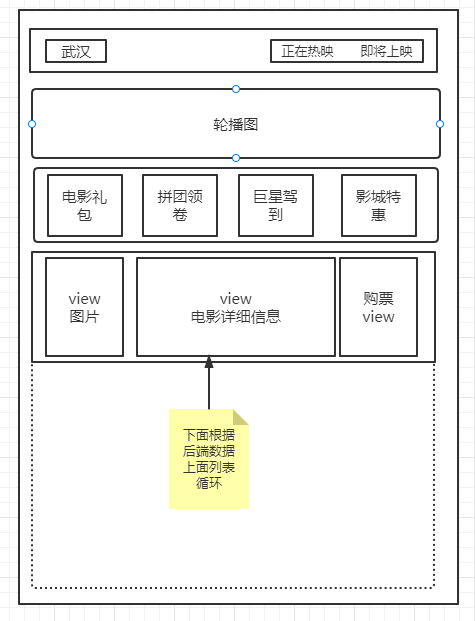 武汉
正在热映 即将上映
轮播图
电影礼
包
拼团领
卷
巨星驾
到
影城特
惠
view
图片
view
电影详细信息
购票
view
下面根据
后端数据
上面列表
循环